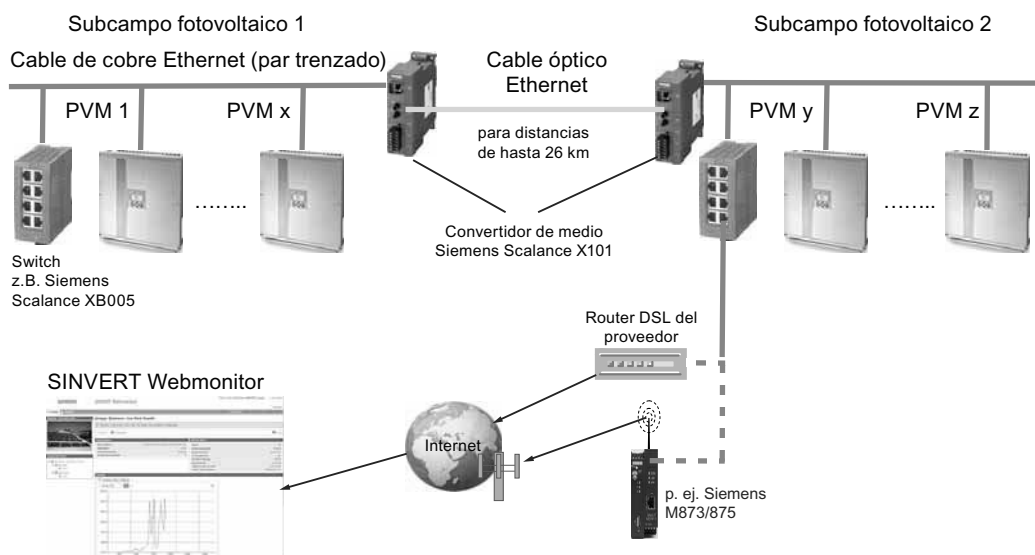 Subcampo fotovoltaico 1
Subcampo fotovoltaico 2
Cable de cobre Ethernet (par trenzado)
Cable óptico
Ethernet
PVM 1
PVM x
PVM y
PVM z
para distancias
de hasta 26 km
........
........
Convertidor de medio
Siemens Scalance X101
Switch
z.B. Siemens
Scalance XB005
Router DSL del
proveedor
SINVERT Webmonitor
Internet
p. ej. Siemens
M873/875